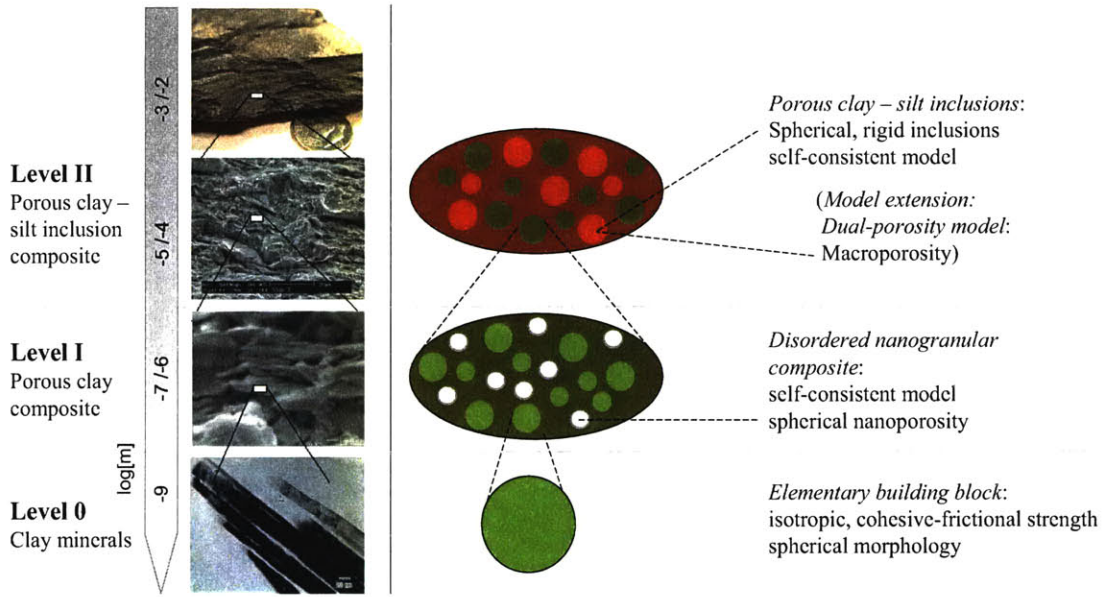 -3 /-2
Level II
Porous clay –
silt inclusion
composite
-5 /-4
Level I
Porous clay
composite
-7 /-6
log[m]
-9
Level 0
Clay minerals
Porous clay – silt inclusions:
Spherical, rigid inclusions
self-consistent model
(Model extension:
Dual-porosity model:
Macroporosity)
Disordered nanogranular
composite:
self-consistent model
spherical nanoporosity
Elementary building block:
isotropic, cohesive-frictional strength
spherical morphology